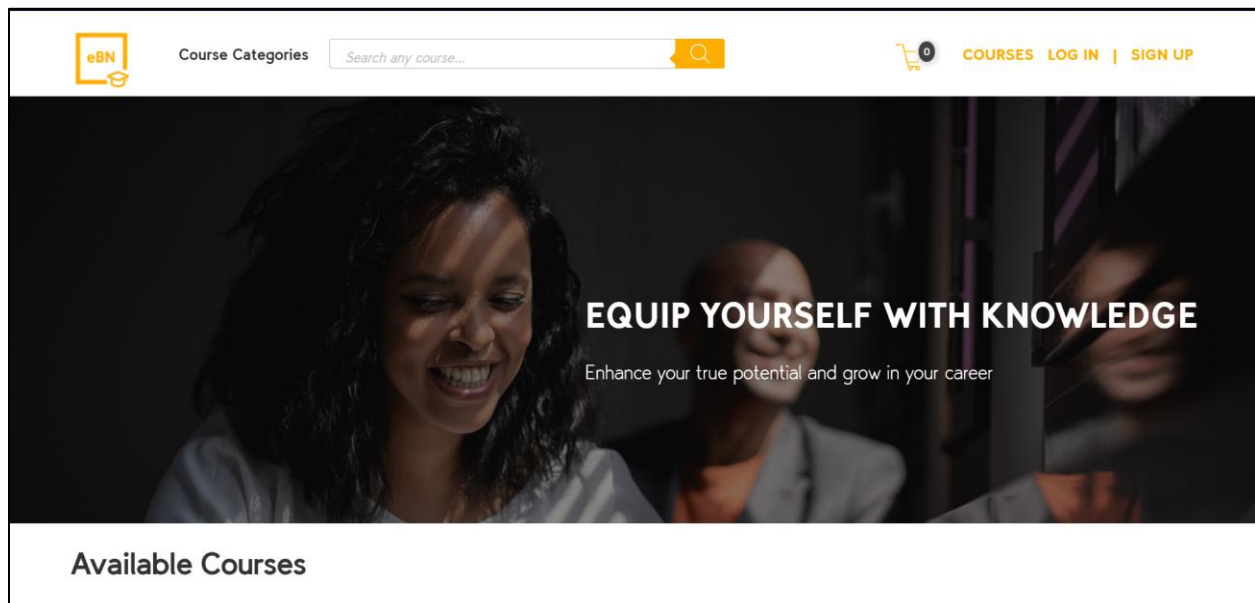 eBN
Course Categories
Search any course...
0
COURSES LOG IN | SIGN UP
EQUIP YOURSELF WITH KNOWLEDGE
Enhance your true potential and grow in your career
Available Courses